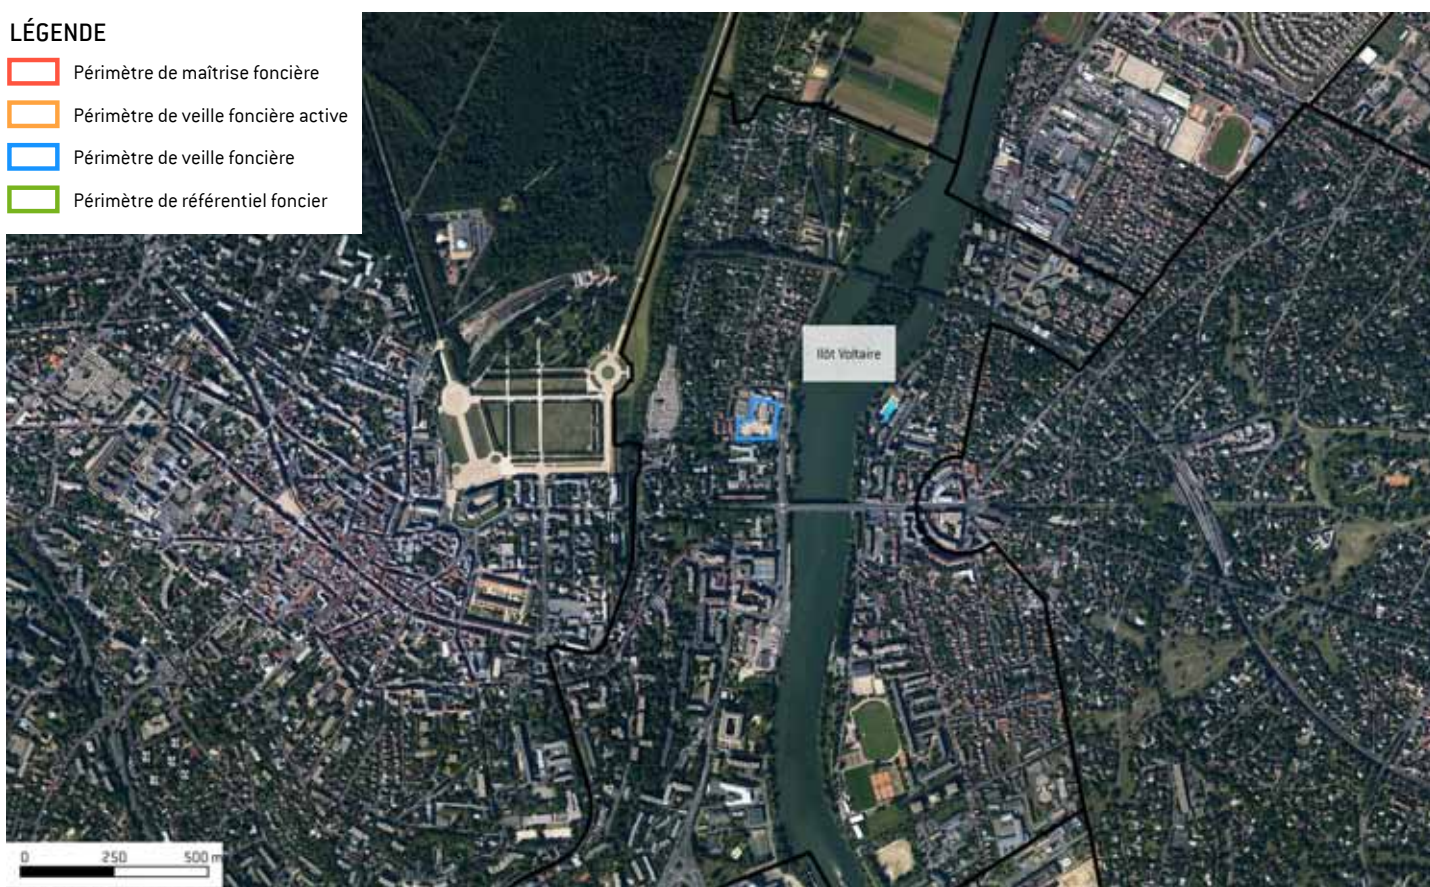 LÉGENDE
Périmètre de maîtrise foncière
Périmètre de veille foncière active
Périmètre de veille foncière
Périmètre de référentiel foncier
Ilôt Voltaire
0 250 500 m